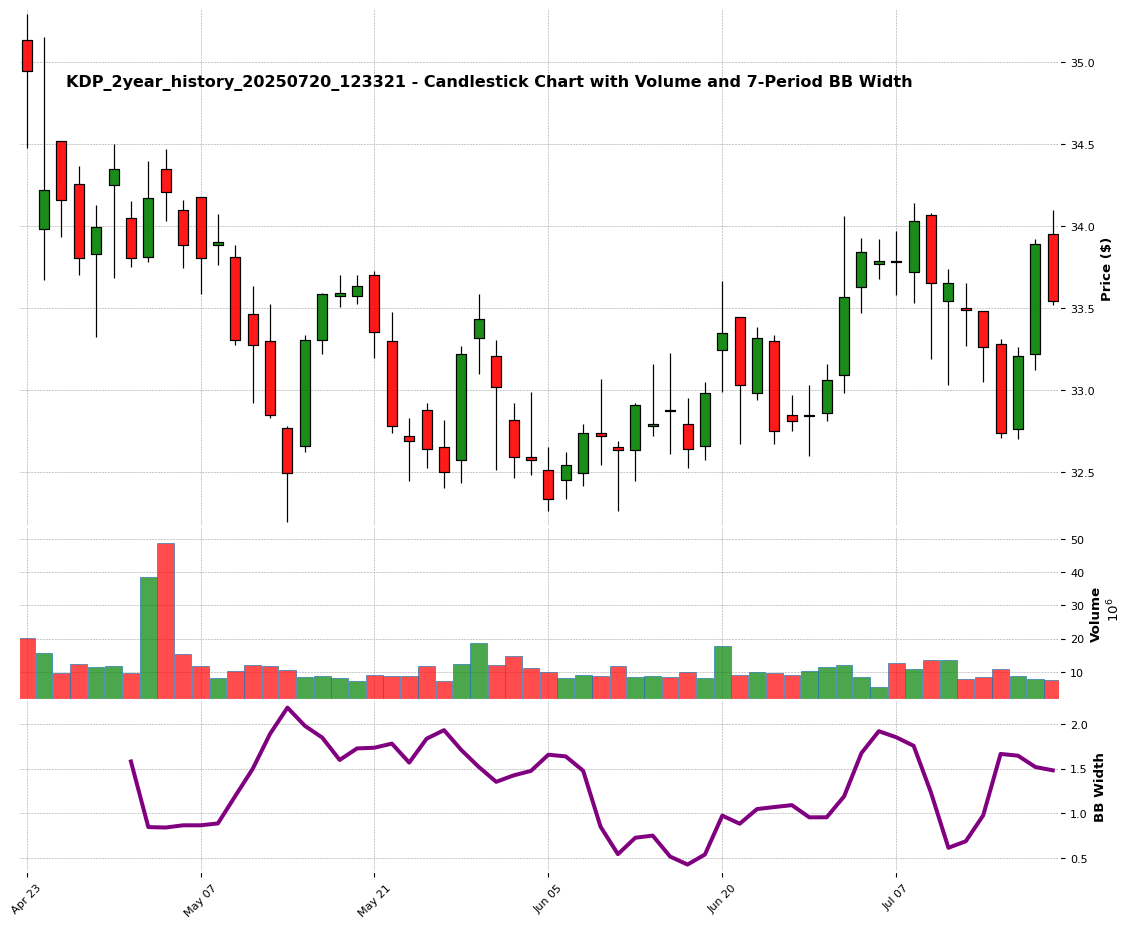 KDP_2year_history_20250720_123321 - Candlestick Chart with Volume and 7-Period BB Width
35.0
34.5
34.0
33.5
33.0
32.5
Price ($)
50
40
30
20
10
Volume
10^6
2.0
1.5
1.0
0.5
BB Width
Apr 23
May 07
May 21
Jun 05
Jun 20
Jul 07